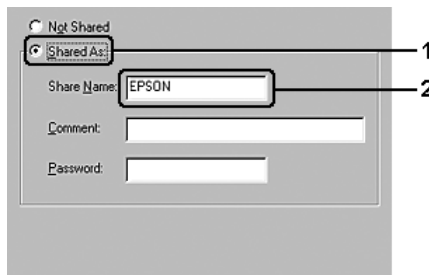 Not Shared
Shared As: 1
Share Name: EPSON 2
Comment:
Password: